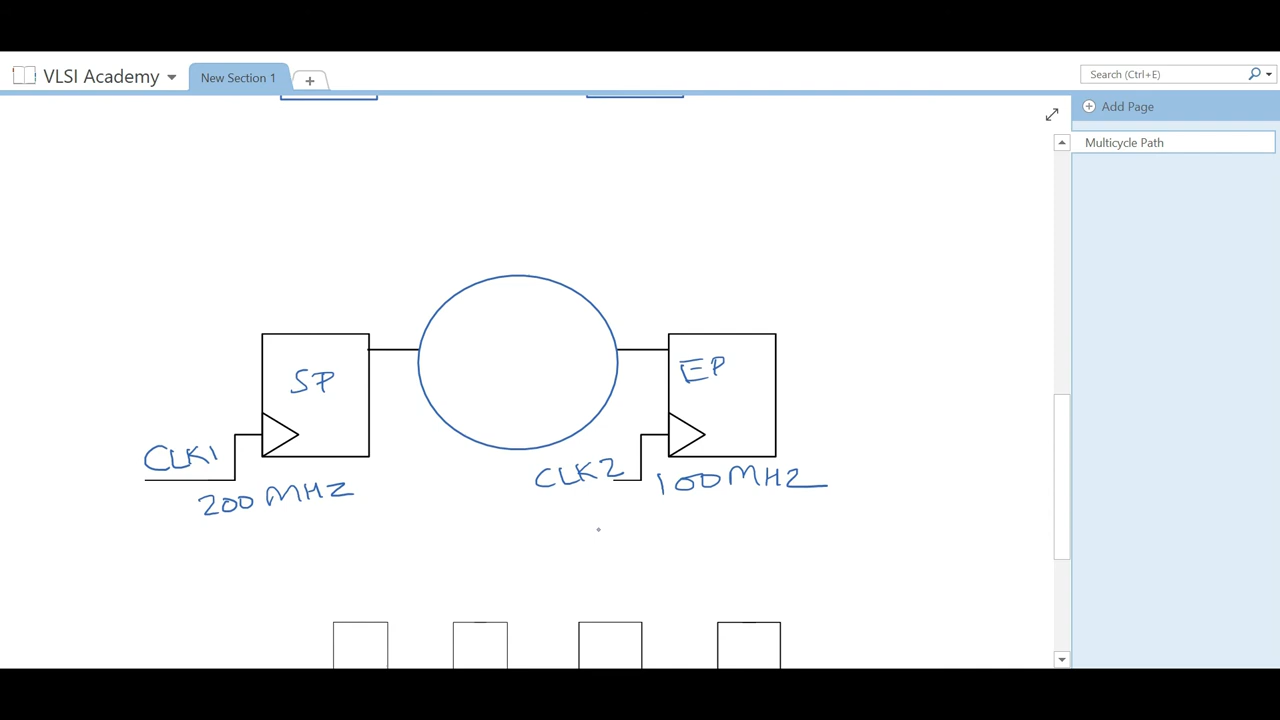 VLSI Academy
New Section 1
Search (Ctrl+E)
Add Page
Multicycle Path
SP
EP
CLK1
200 MHZ
CLK2
100 MHZ